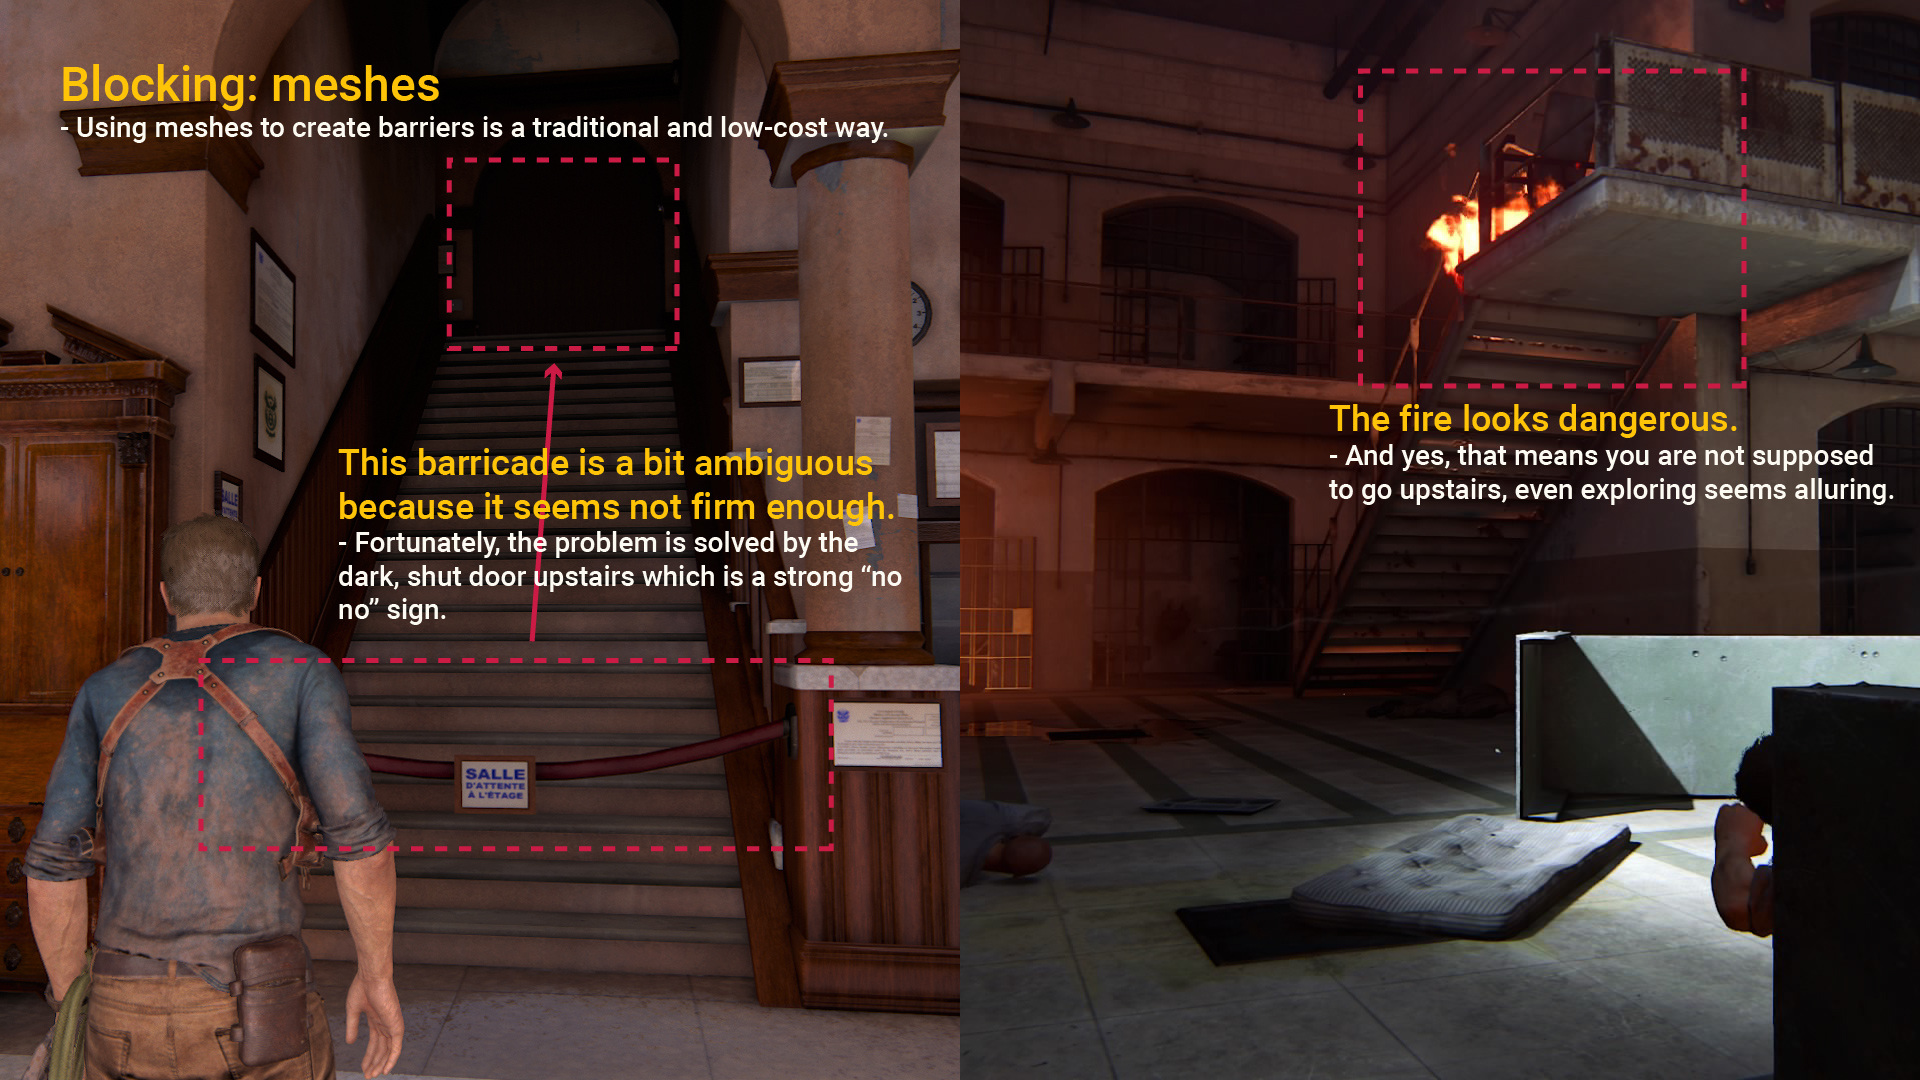 Blocking: meshes
- Using meshes to create barriers is a traditional and low-cost way.
This barricade is a bit ambiguous
because it seems not firm enough.
- Fortunately, the problem is solved by the
dark, shut door upstairs which is a strong “no
no” sign.
SALLE
SALLE
D'ATTENTE
À L'ÉTAGE
The fire looks dangerous.
- And yes, that means you are not supposed
to go upstairs, even exploring seems alluring.